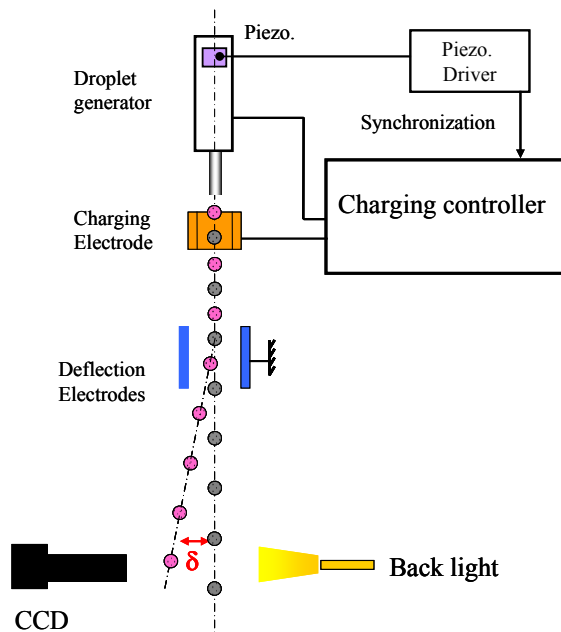 Piezo.
Piezo.
Driver
Droplet
generator
Synchronization
Charging controller
Charging
Electrode
Deflection
Electrodes
δ
Back light
CCD